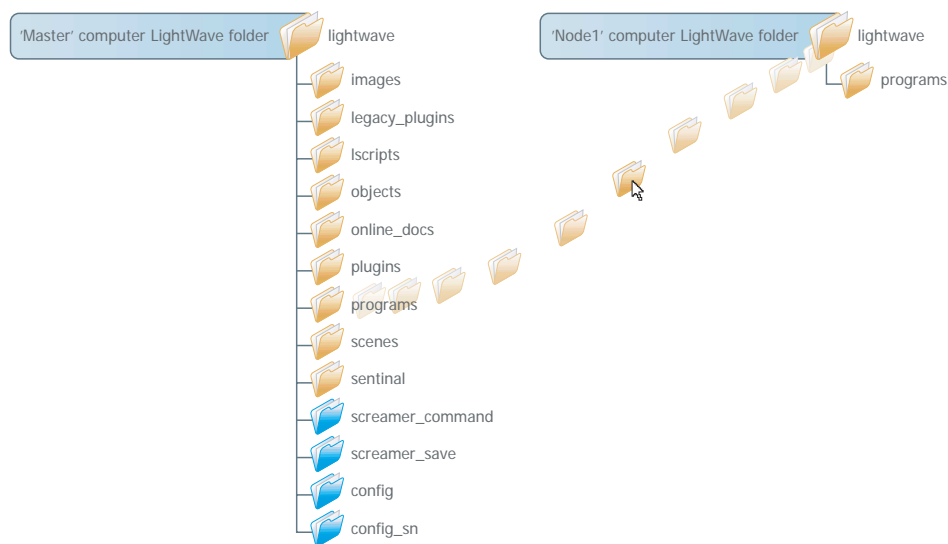 'Master' computer LightWave folder
lightwave
images
legacy_plugins
lscripts
objects
online_docs
plugins
programs
scenes
sentinal
screamer_command
screamer_save
config
config_sn
'Node1' computer LightWave folder
lightwave
programs